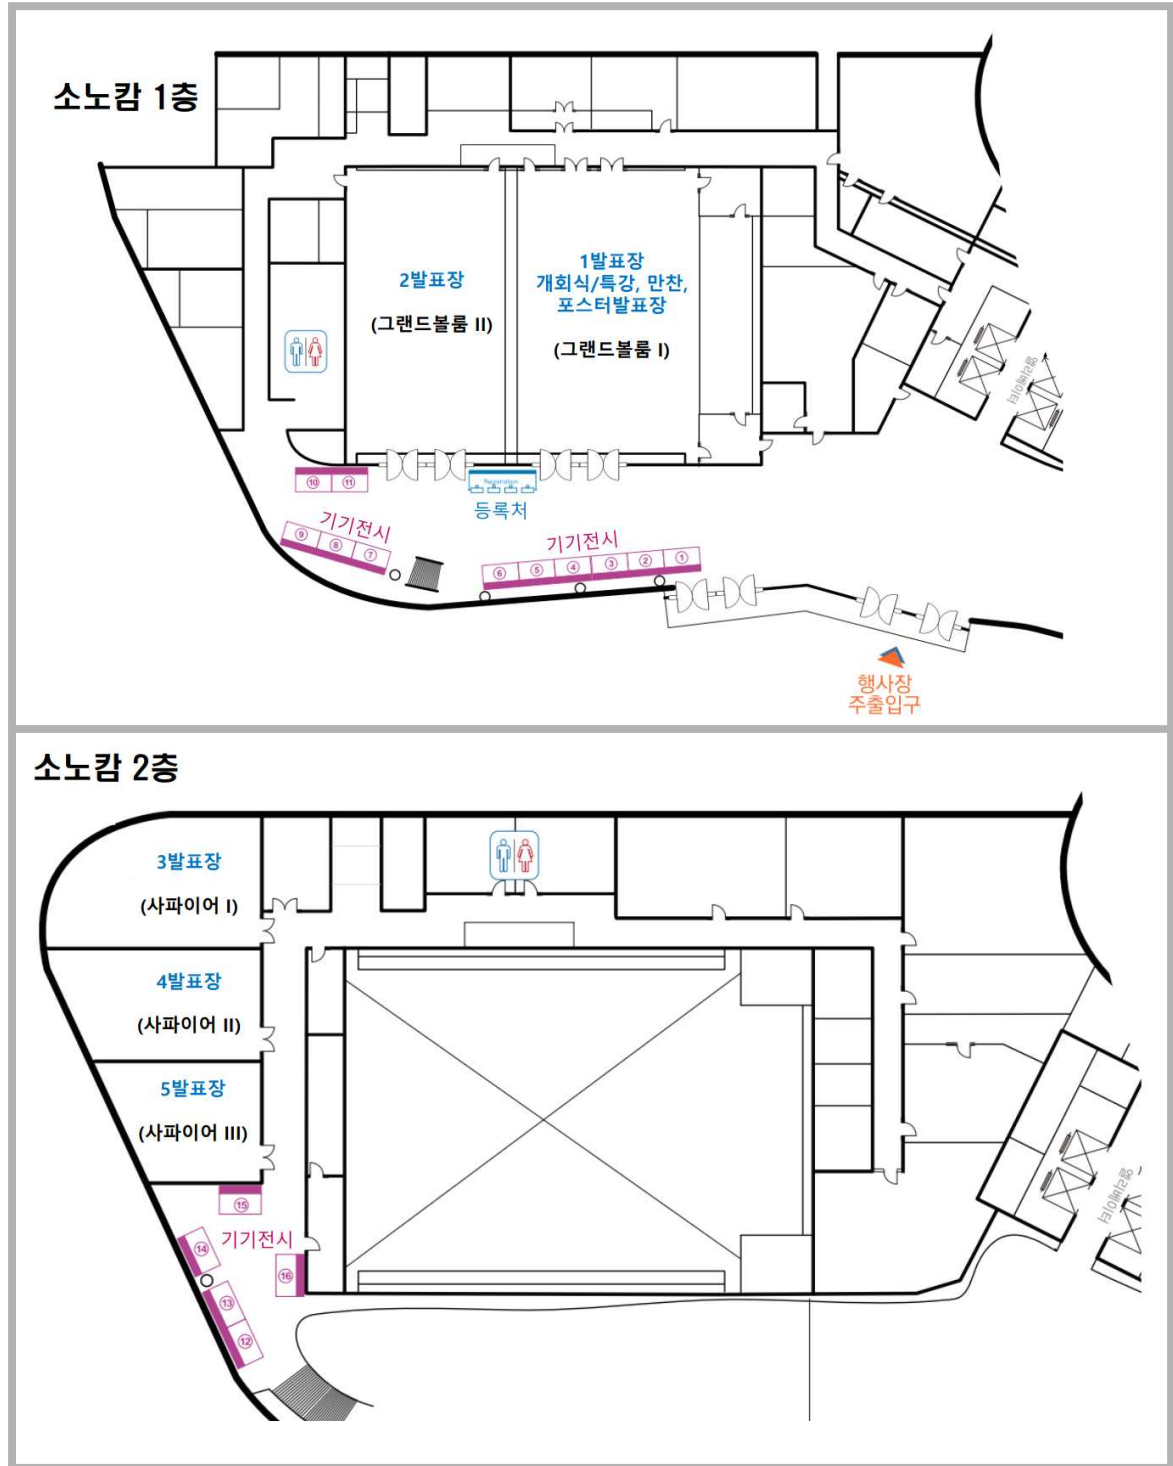 소노캄 1층
1발표장
개회식/특강, 만찬,
포스터발표장
(그랜드볼룸 I)
2발표장
(그랜드볼룸 II)
엘리베이터
⑩ ⑪
Registration
등록처
기기전시
⑨ ⑧ ⑦
기기전시
⑥ ⑤ ④ ③ ② ①
행사장
주출입구
소노캄 2층
3발표장
(사파이어 I)
4발표장
(사파이어 II)
5발표장
(사파이어 III)
엘리베이터
⑮
기기전시
⑭
⑯
⑬
⑫